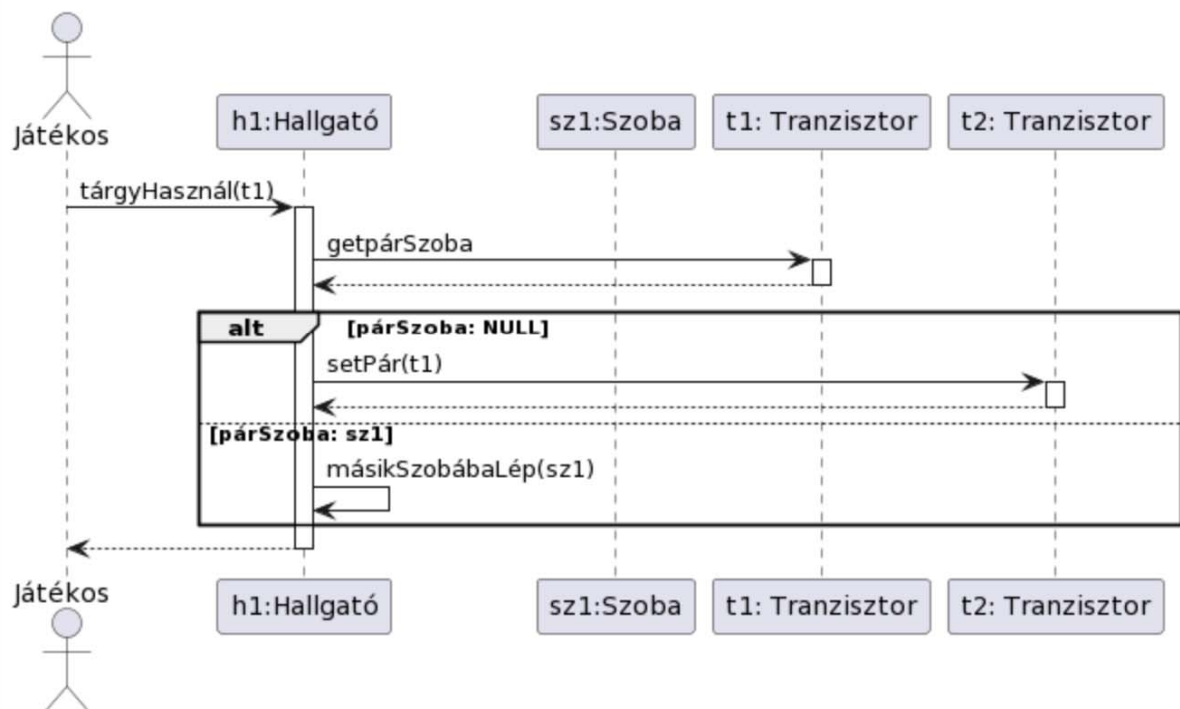 Játékos
h1:Hallgató
sz1:Szoba
t1: Tranzisztor
t2: Tranzisztor
tárgyHasznál(t1)
getpárSzoba
alt
[párSzoba: NULL]
setPár(t1)
[párSzoba: sz1]
másikSzobábaLép(sz1)
Játékos
h1:Hallgató
sz1:Szoba
t1: Tranzisztor
t2: Tranzisztor